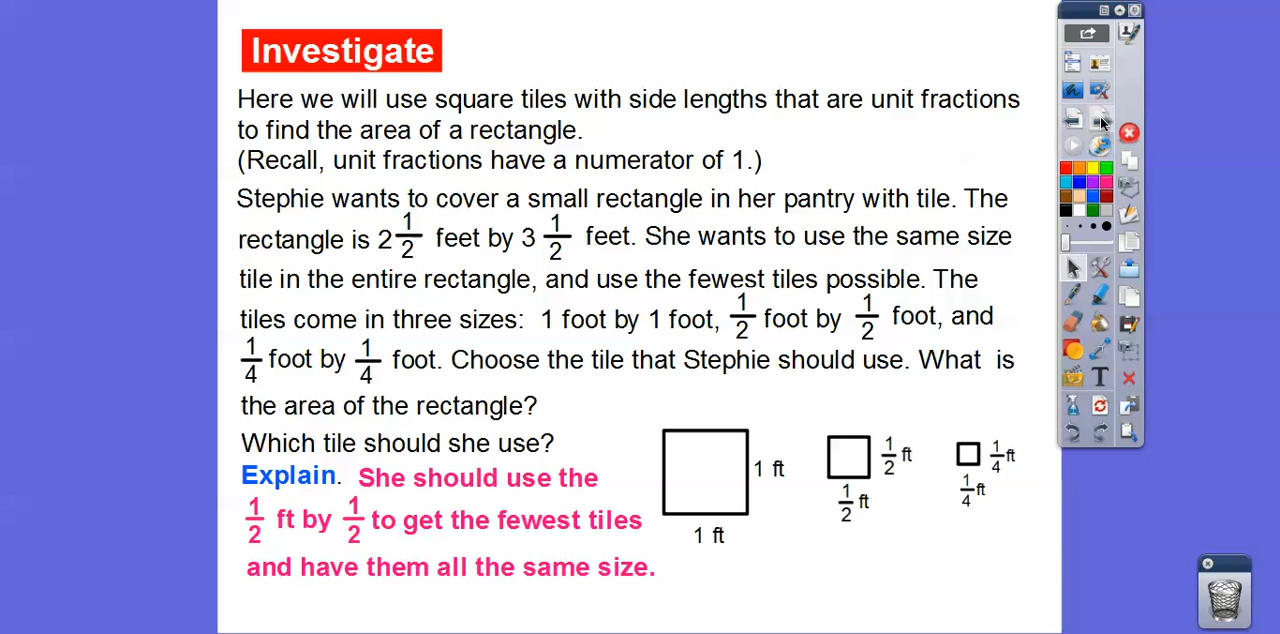 Investigate
Here we will use square tiles with side lengths that are unit fractions
to find the area of a rectangle.
(Recall, unit fractions have a numerator of 1.)
Stephie wants to cover a small rectangle in her pantry with tile. The
rectangle is 2 1/2 feet by 3 1/2 feet. She wants to use the same size
tile in the entire rectangle, and use the fewest tiles possible. The
tiles come in three sizes: 1 foot by 1 foot, 1/2 foot by 1/2 foot, and
1/4 foot by 1/4 foot. Choose the tile that Stephie should use. What is
the area of the rectangle?
Which tile should she use?
Explain. She should use the
1/2 ft by 1/2 to get the fewest tiles
and have them all the same size.
1 ft
1 ft
1/2 ft
1/2 ft
1/4 ft
1/4 ft
T